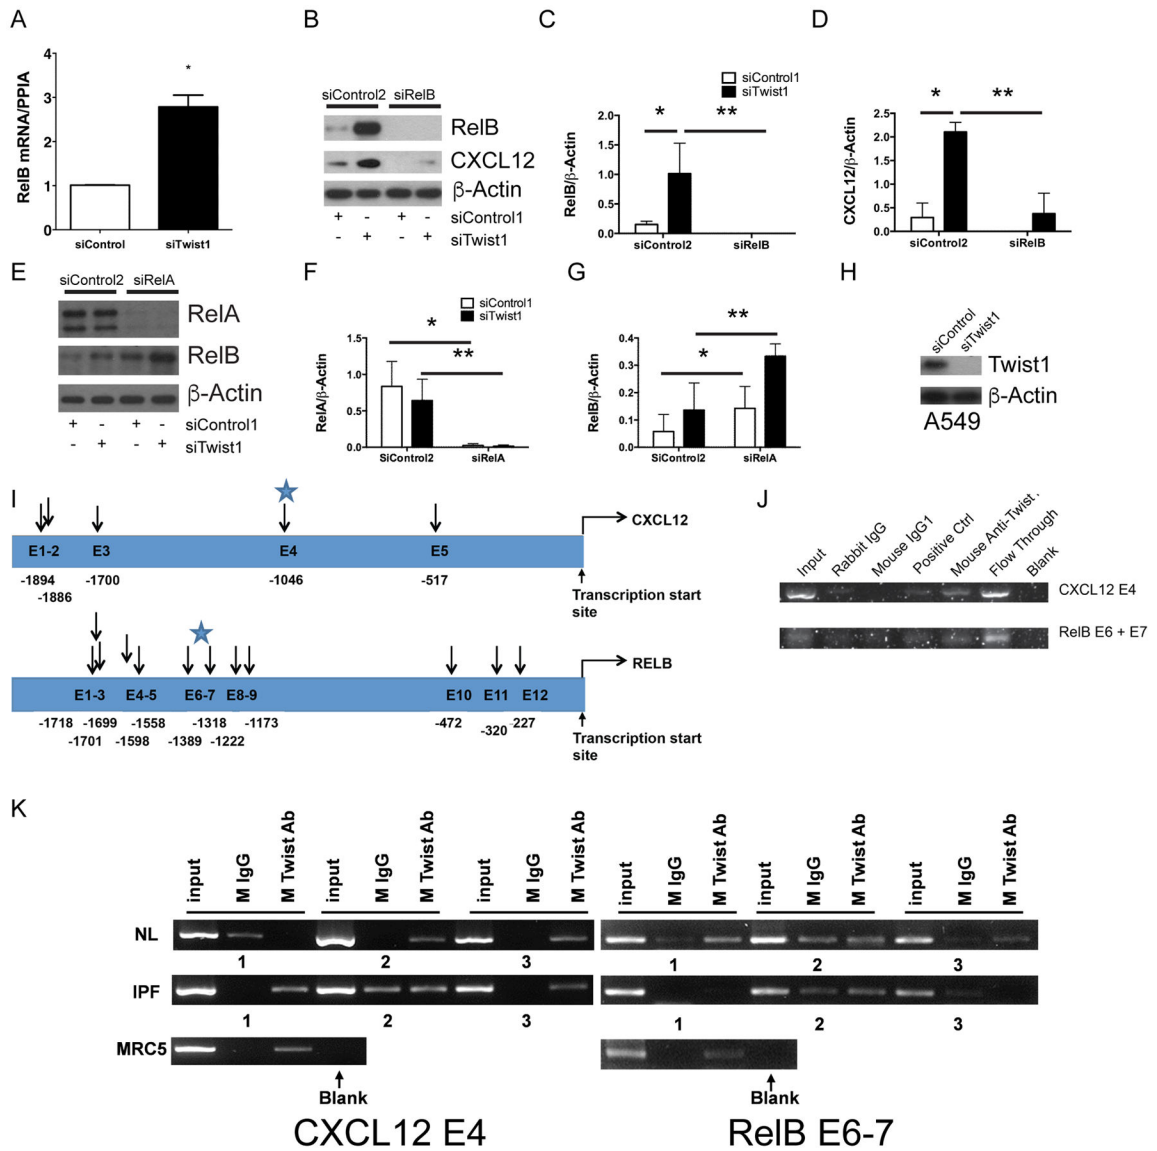 A
RelB mRNA/PPIA
4
3
2
1
0
*
siControl
siTwist1
B
siControl2 siRelB
RelB
CXCL12
β-Actin
+ - + - siControl1
- + - + siTwist1
C
siControl1
siTwist1
RelB/β-Actin
2.0
1.5
1.0
0.5
0.0
* **
siControl2 siRelB
D
CXCL12/β-Actin
2.5
2.0
1.5
1.0
0.5
0.0
* **
siControl2 siRelB
E
siControl2 siRelA
RelA
RelB
β-Actin
+ - + - siControl1
- + - + siTwist1
F
siControl1
siTwist1
RelA/β-Actin
1.5
1.0
0.5
0.0
*
**
SiControl2 siRelA
G
RelB/β-Actin
0.4
0.3
0.2
0.1
0.0
**
*
SiControl2 siRelA
H
siControl
siTwist1
Twist1
β-Actin
A549
I
CXCL12
E1-2 E3 E4 E5
-1894 -1700 -1046 -517
-1886
Transcription start
site
RELB
E1-3 E4-5 E6-7 E8-9 E10 E11 E12
-1718 -1699 -1558 -1318 -1173 -472 -320 -227
-1701 -1598 -1389 -1222
Transcription start
site
J
Input
Rabbit IgG
Mouse IgG1
Positive Ctrl
Mouse Anti-Twist
Flow Through
Blank
CXCL12 E4
RelB E6 + E7
K
input M IgG M Twist Ab input M IgG M Twist Ab input M IgG M Twist Ab input M IgG M Twist Ab input M IgG M Twist Ab input M IgG M Twist Ab
NL
1 2 3 1 2 3
IPF
1 2 3 1 2 3
MRC5
Blank Blank
CXCL12 E4 RelB E6-7